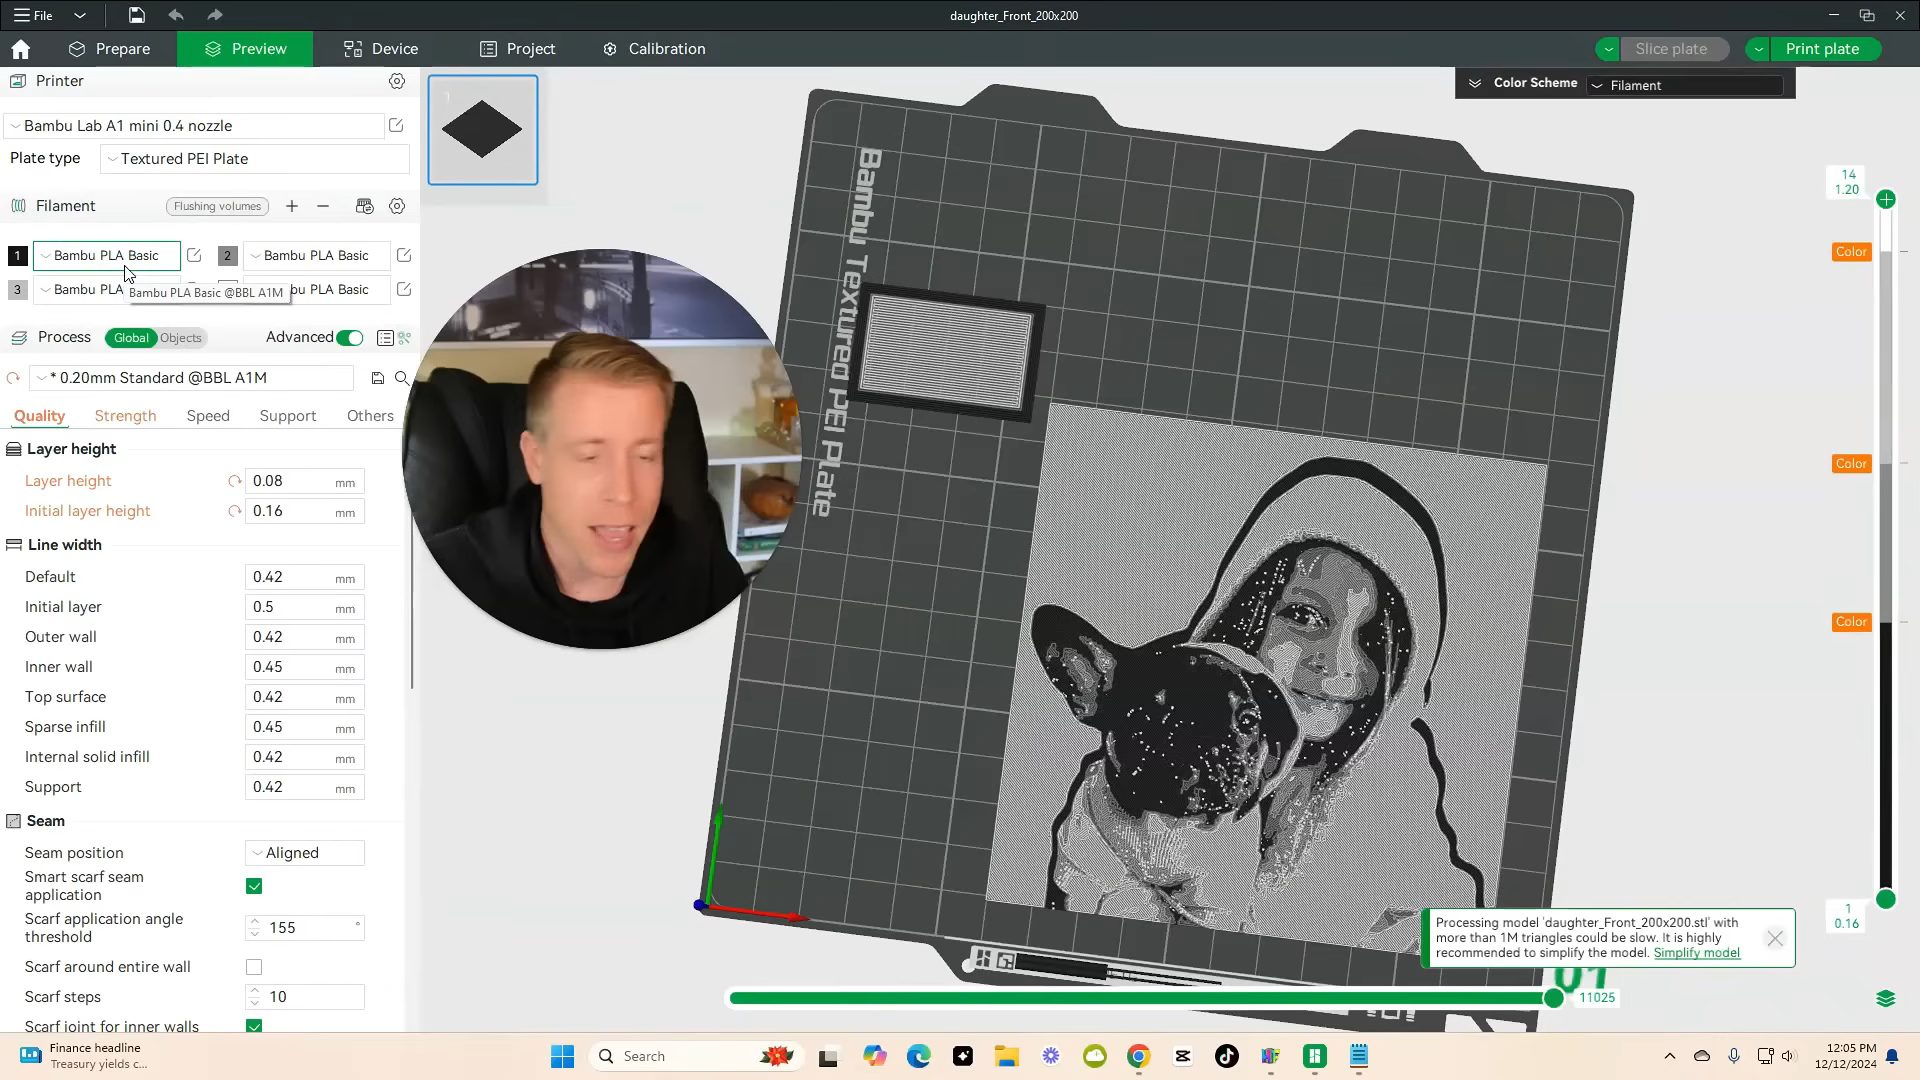 File
daughter_Front_200x200
Prepare
Preview
Device
Project
Calibration
Slice plate
Print plate
Printer
Color Scheme
Filament
Bambu Lab A1 mini 0.4 nozzle
Plate type
Textured PEI Plate
Filament
Flushing volumes
1 Bambu PLA Basic
2 Bambu PLA Basic
3 Bambu PLA
bu PLA Basic
Bambu PLA Basic @BBL A1M
Process
Global
Objects
Advanced
* 0.20mm Standard @BBL A1M
Quality
Strength
Speed
Support
Others
Layer height
Layer height 0.08 mm
Initial layer height 0.16 mm
Line width
Default 0.42 mm
Initial layer 0.5 mm
Outer wall 0.42 mm
Inner wall 0.45 mm
Top surface 0.42 mm
Sparse infill 0.45 mm
Internal solid infill 0.42 mm
Support 0.42 mm
Seam
Seam position Aligned
Smart scarf seam
application
Scarf application angle
threshold
155 °
Scarf around entire wall
Scarf steps 10
Scarf joint for inner walls
Bambu Textured PEI Plate
14
1.20
Color
Color
Color
1
0.16
Processing model 'daughter_Front_200x200.stl' with
more than 1M triangles could be slow. It is highly
recommended to simplify the model. Simplify model
01
11025
Finance headline
Treasury yields c...
Search
12:05 PM
12/12/2024